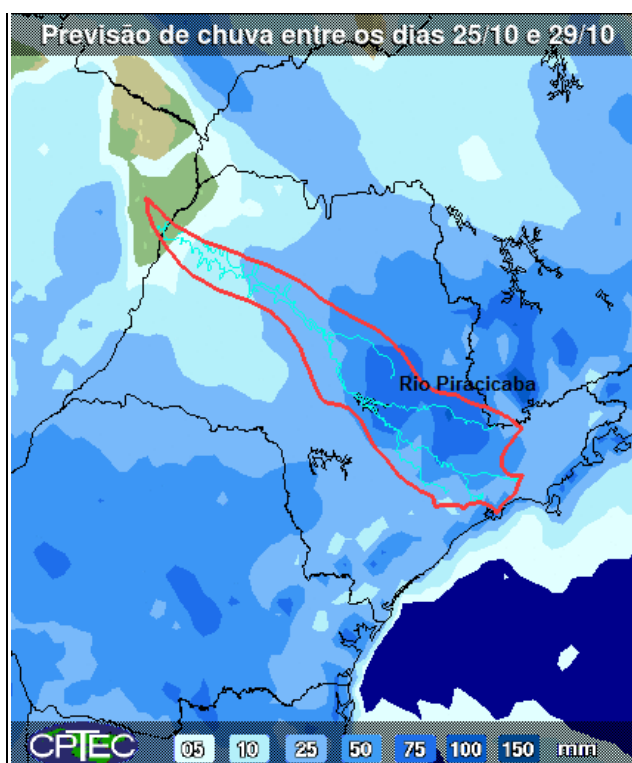 Previsão de chuva entre os dias 25/10 e 29/10
Rio Piracicaba
CPTEC 05 10 25 50 75 100 150 mm